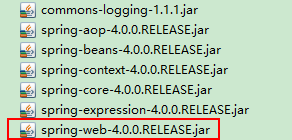 commons-logging-1.1.1.jar
spring-aop-4.0.0.RELEASE.jar
spring-beans-4.0.0.RELEASE.jar
spring-context-4.0.0.RELEASE.jar
spring-core-4.0.0.RELEASE.jar
spring-expression-4.0.0.RELEASE.jar
spring-web-4.0.0.RELEASE.jar